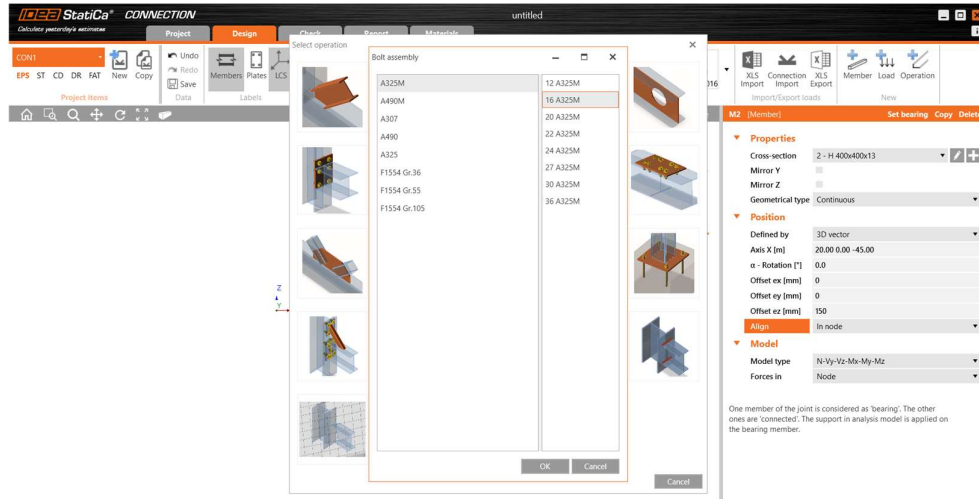 IDEA StatiCa® CONNECTION
Calculate yesterday's estimates
untitled
Project
Design
Check
Report
Materials
CON1
EPS ST CD DR FAT
New
Copy
Undo
Redo
Save
Members
Plates
LCS
Project items
Data
Labels
016
XLS Import
Connection Import
XLS Export
Member
Load
Operation
Import/Export loads
New
Select operation
Bolt assembly
A325M
A490M
A307
A490
A325
F1554 Gr.36
F1554 Gr.55
F1554 Gr.105
12 A325M
16 A325M
20 A325M
22 A325M
24 A325M
27 A325M
30 A325M
36 A325M
OK
Cancel
Cancel
Z
Y
M2 [Member]
Set bearing Copy Delete
Properties
Cross-section 2 - H 400x400x13
Mirror Y
Mirror Z
Geometrical type Continuous
Position
Defined by 3D vector
Axis X [m] 20.00 0.00 -45.00
α - Rotation [°] 0.0
Offset ex [mm] 0
Offset ey [mm] 0
Offset ez [mm] 150
Align In node
Model
Model type N-Vy-Vz-Mx-My-Mz
Forces in Node
One member of the joint is considered as 'bearing'. The other
ones are 'connected'. The support in analysis model is applied on
the bearing member.